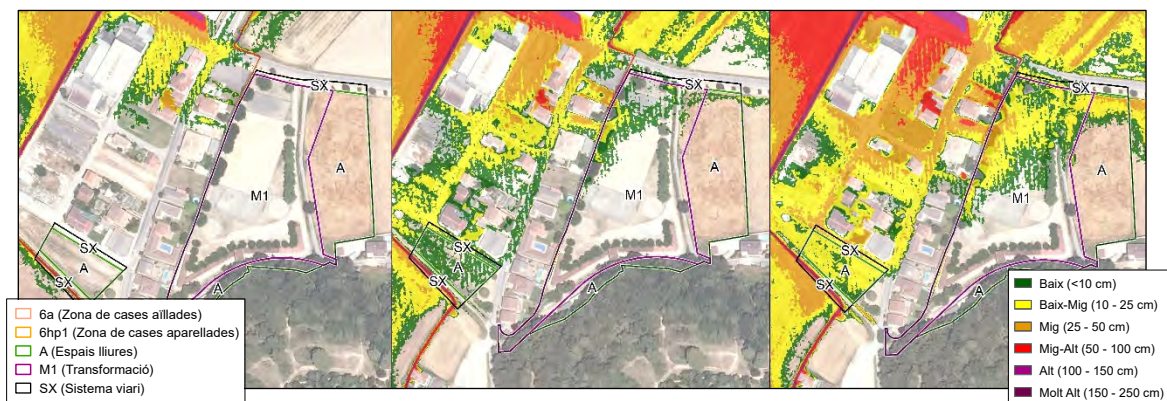 SX
A
M1
SX
A
SX
A
SX
A
M1
SX
A
SX
A
SX
A
M1
SX
A
SX
A
6a (Zona de cases aïllades)
6hp1 (Zona de cases aparellades)
A (Espais lliures)
M1 (Transformació)
SX (Sistema viari)
Baix (<10 cm)
Baix-Mig (10 - 25 cm)
Mig (25 - 50 cm)
Mig-Alt (50 - 100 cm)
Alt (100 - 150 cm)
Molt Alt (150 - 250 cm)